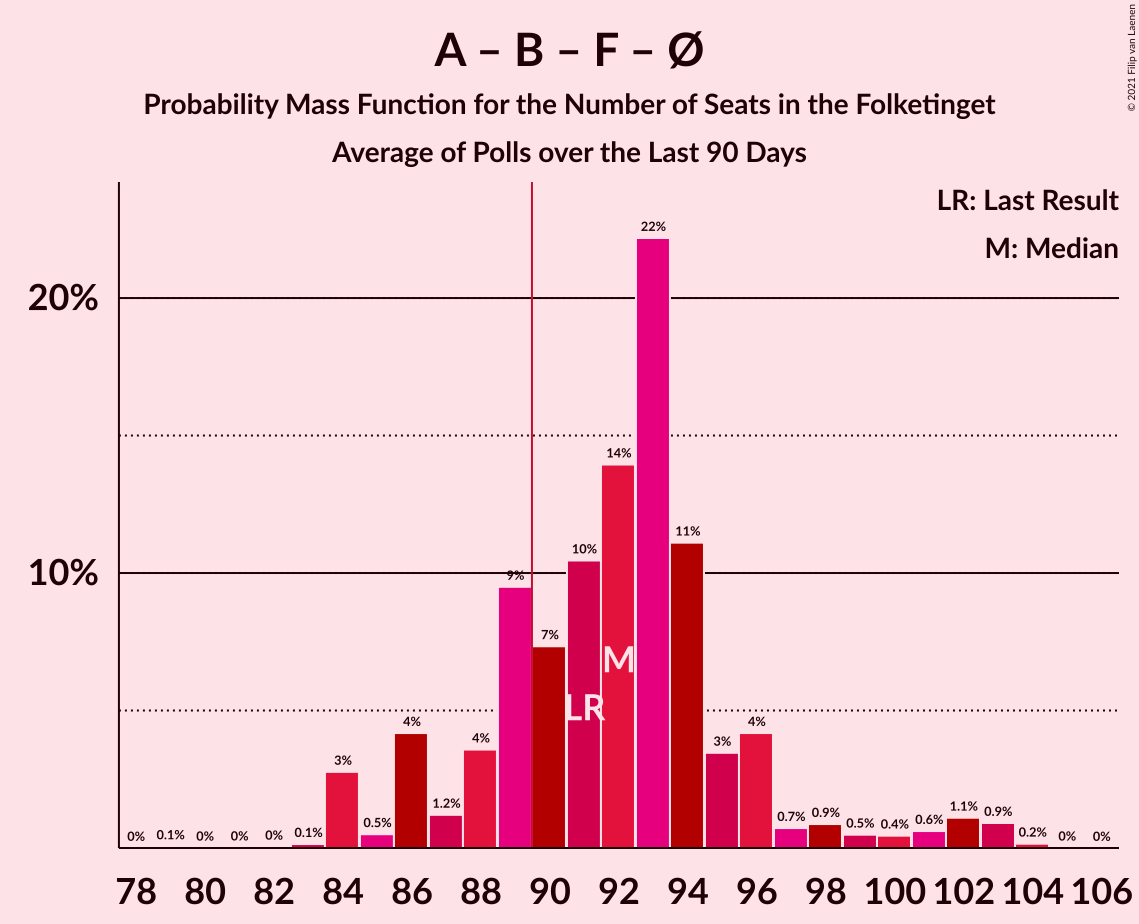 A – B – F – Ø
Probability Mass Function for the Number of Seats in the Folketinget
Average of Polls over the Last 90 Days
© 2021 Filip van Laenen
LR: Last Result
M: Median
20%
10%
0% 0.1% 0% 0% 0% 0.1% 3% 0.5% 4% 1.2% 4% 9% 7% 10% 14% 22% 11% 3% 4% 0.7% 0.9% 0.5% 0.4% 0.6% 1.1% 0.9% 0.2% 0% 0%
M
LR
78 80 82 84 86 88 90 92 94 96 98 100 102 104 106